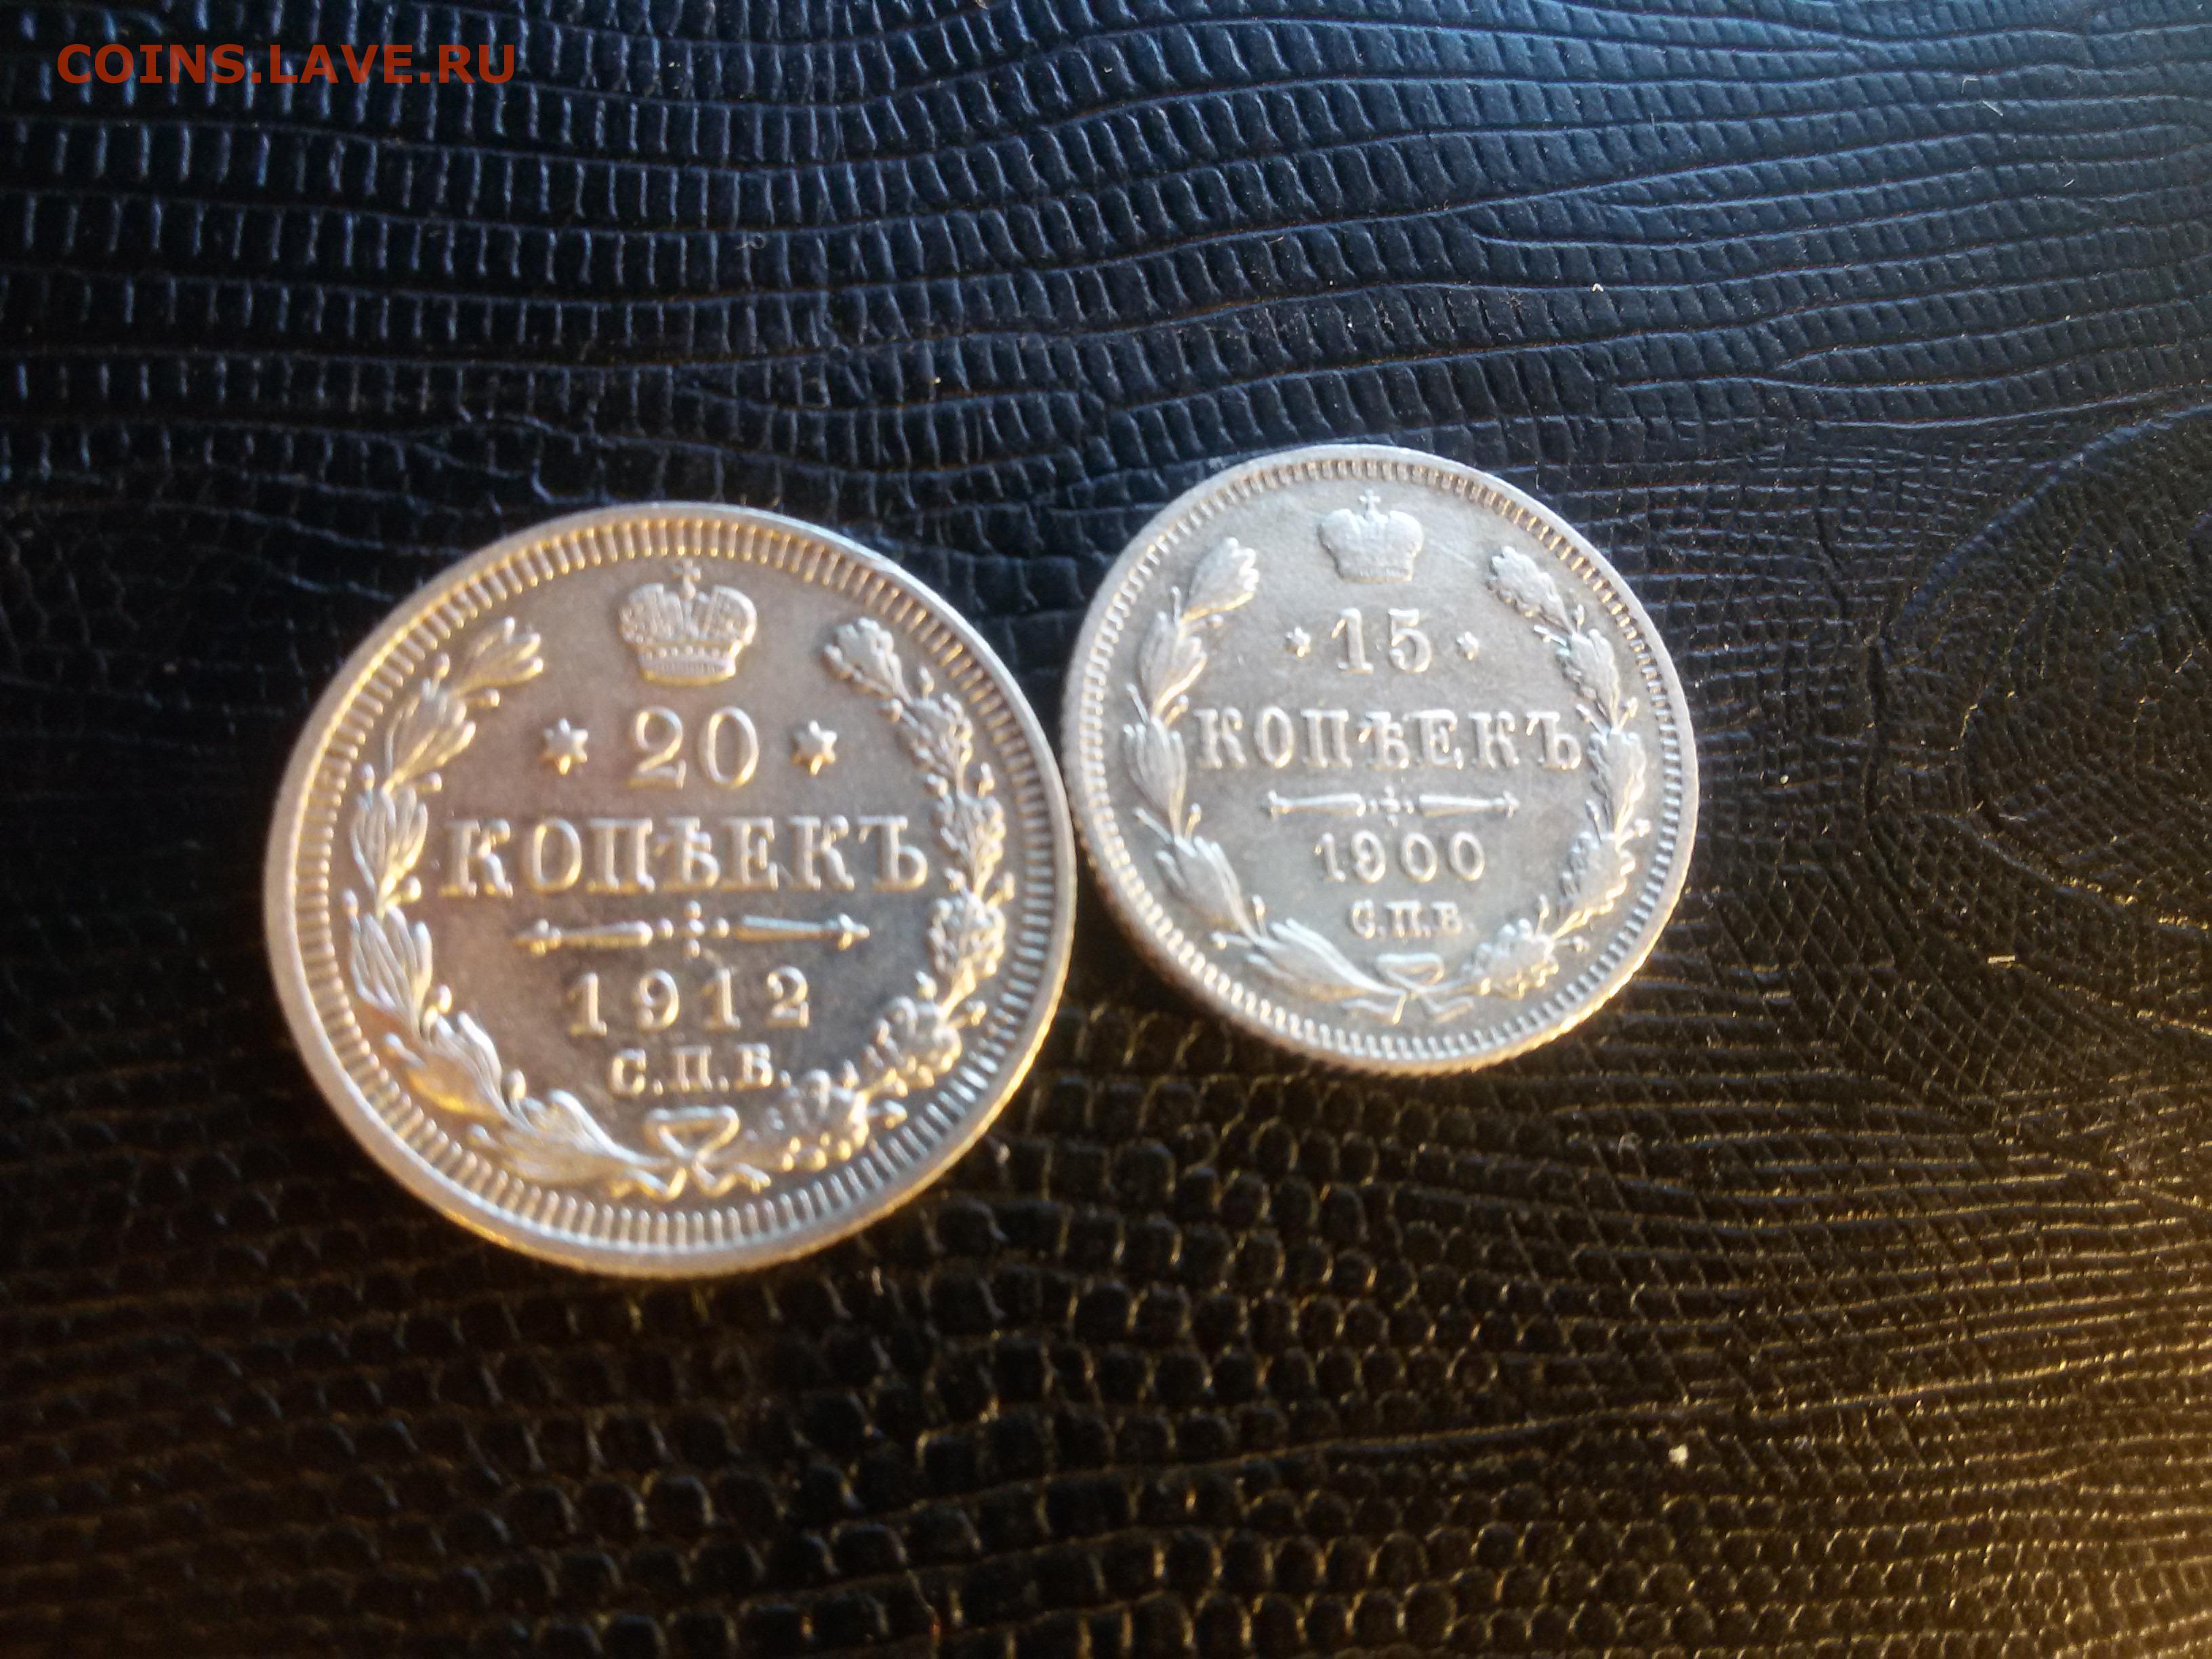 COINS.LAVE.RU
20
КОПѢЕКЪ
1912
С.П.Б.
15
КОПѢЕКЪ
1900
С.П.Б.